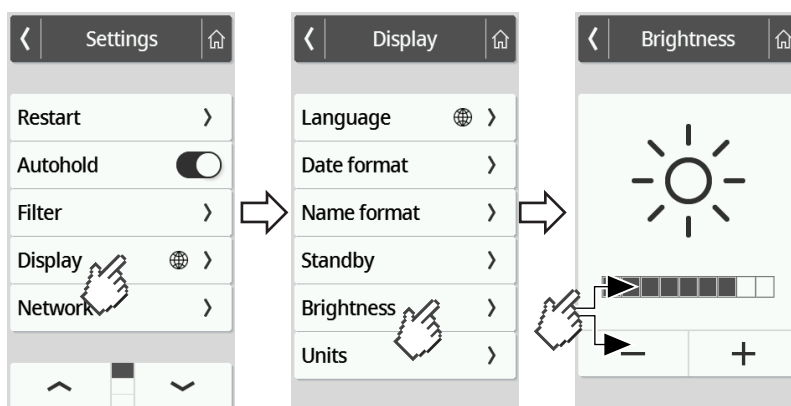 Settings
Restart
Autohold
Filter
Display
Network
Display
Language
Date format
Name format
Standby
Brightness
Units
Brightness